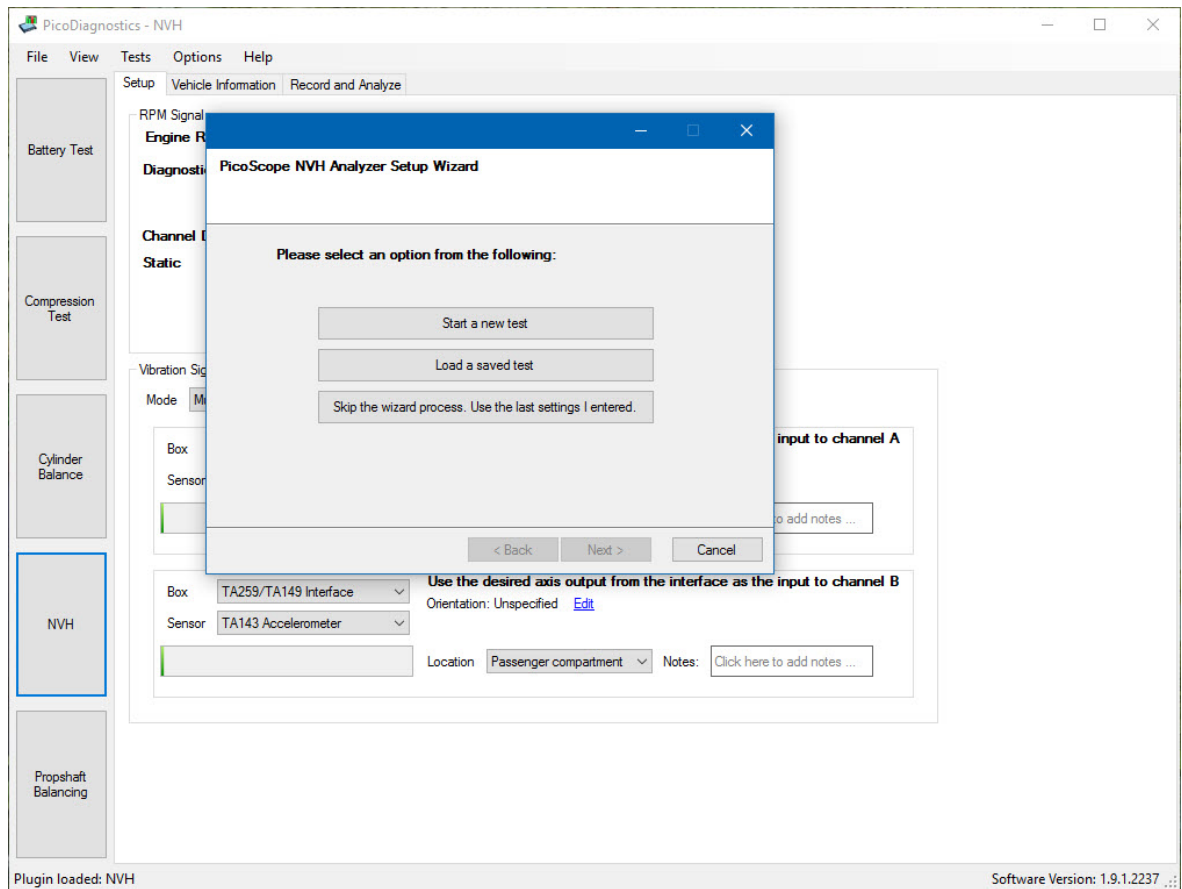 PicoDiagnostics - NVH
File View Tests Options Help
Setup Vehicle Information Record and Analyze
Battery Test
Compression
Test
Cylinder
Balance
NVH
Propshaft
Balancing
RPM Signal
Engine
Channel
Static
PicoScope NVH Analyzer Setup Wizard
Please select an option from the following:
Start a new test
Load a saved test
Skip the wizard process. Use the last settings I entered.
< Back Next > Cancel
Vibration
Mode
Box
input to channel A
Sensor
to add notes ...
Box TA259/TA149 Interface
Use the desired axis output from the interface as the input to channel B
Orientation: Unspecified Edit
Sensor TA143 Accelerometer
Location Passenger compartment Notes: Click here to add notes ...
Plugin loaded: NVH
Software Version: 1.9.1.2237